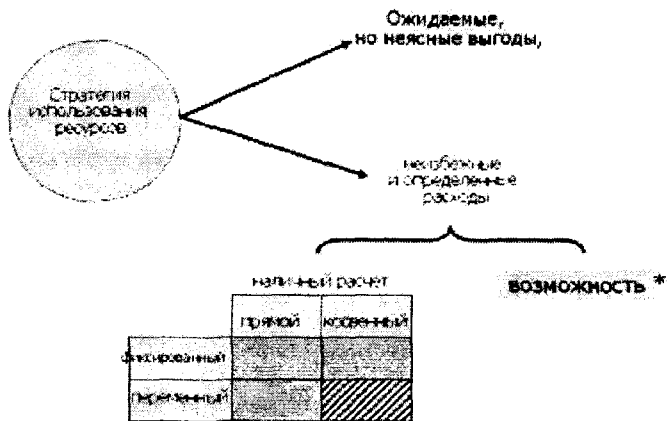 Ожидаемые,
но неясные выгоды,
Стратегия
использования
ресурсов
неизбежные
и определенные
расходы
наличный расчет
возможность *
прямой косвенный
фиксированный
переменный